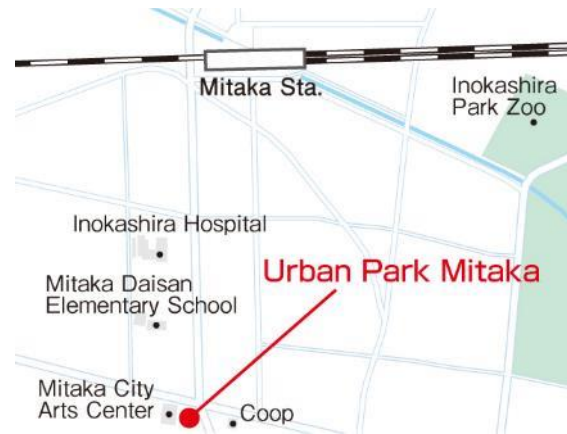 Mitaka Sta.
Inokashira
Park Zoo
Inokashira Hospital
Urban Park Mitaka
Mitaka Daisan
Elementary School
Mitaka City
Arts Center
Coop